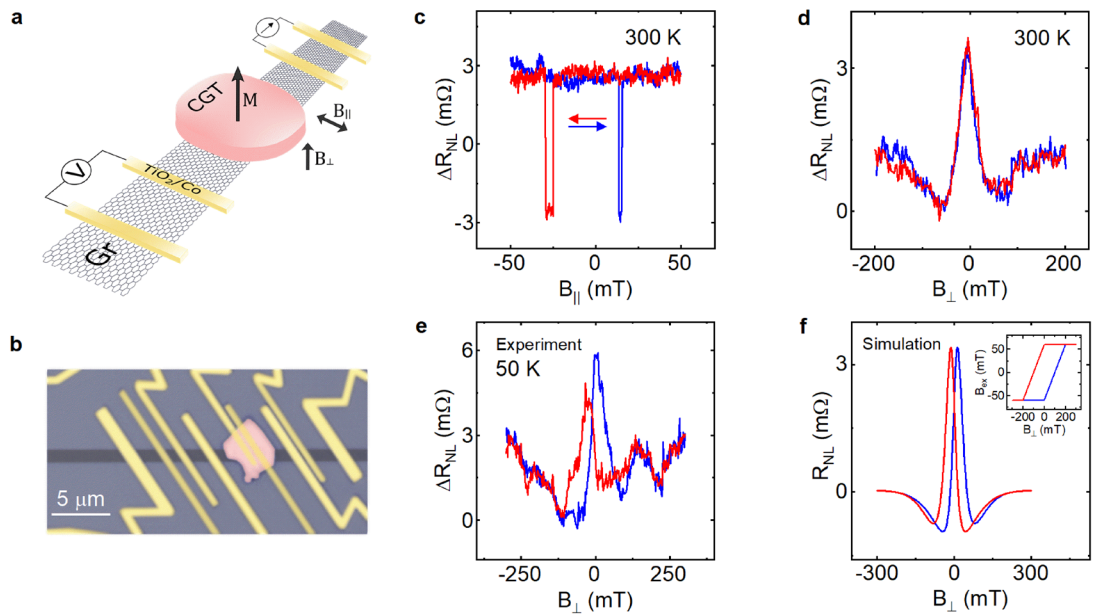 a
CGT
M
B||
B⊥
V
TiO2/Co
Gr
b
5 μm
c
300 K
ΔRNL (mΩ)
3
0
-3
-50
0
50
B|| (mT)
d
300 K
ΔRNL (mΩ)
3
0
-200
0
200
B⊥ (mT)
e
Experiment
50 K
ΔRNL (mΩ)
6
3
0
-250
0
250
B⊥ (mT)
f
Simulation
RNL (mΩ)
3
0
-300
0
300
B⊥ (mT)
Bex (mT)
50
0
-50
-200
0
200
B⊥ (mT)